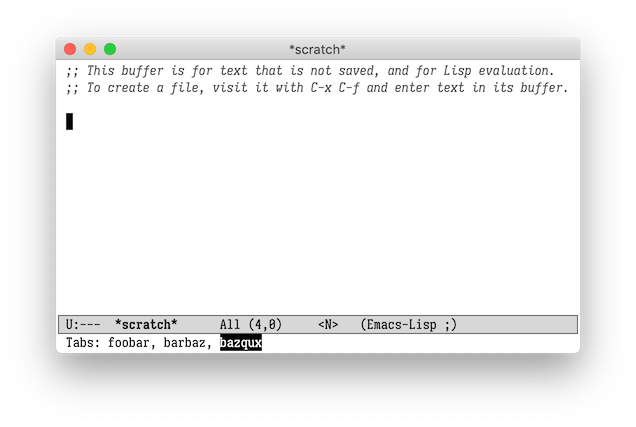 *scratch*
;; This buffer is for text that is not saved, and for Lisp evaluation.
;; To create a file, visit it with C-x C-f and enter text in its buffer.
U:---  *scratch*      All (4,0)     <N>   (Emacs-Lisp ;)
Tabs: foobar, barbaz, bazqux